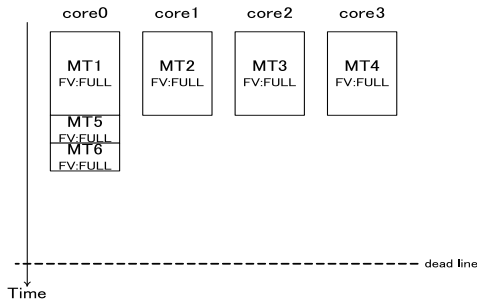 core0 core1 core2 core3
MT1 MT2 MT3 MT4
FV:FULL FV:FULL FV:FULL FV:FULL
MT5
FV:FULL
MT6
FV:FULL
dead line
Time